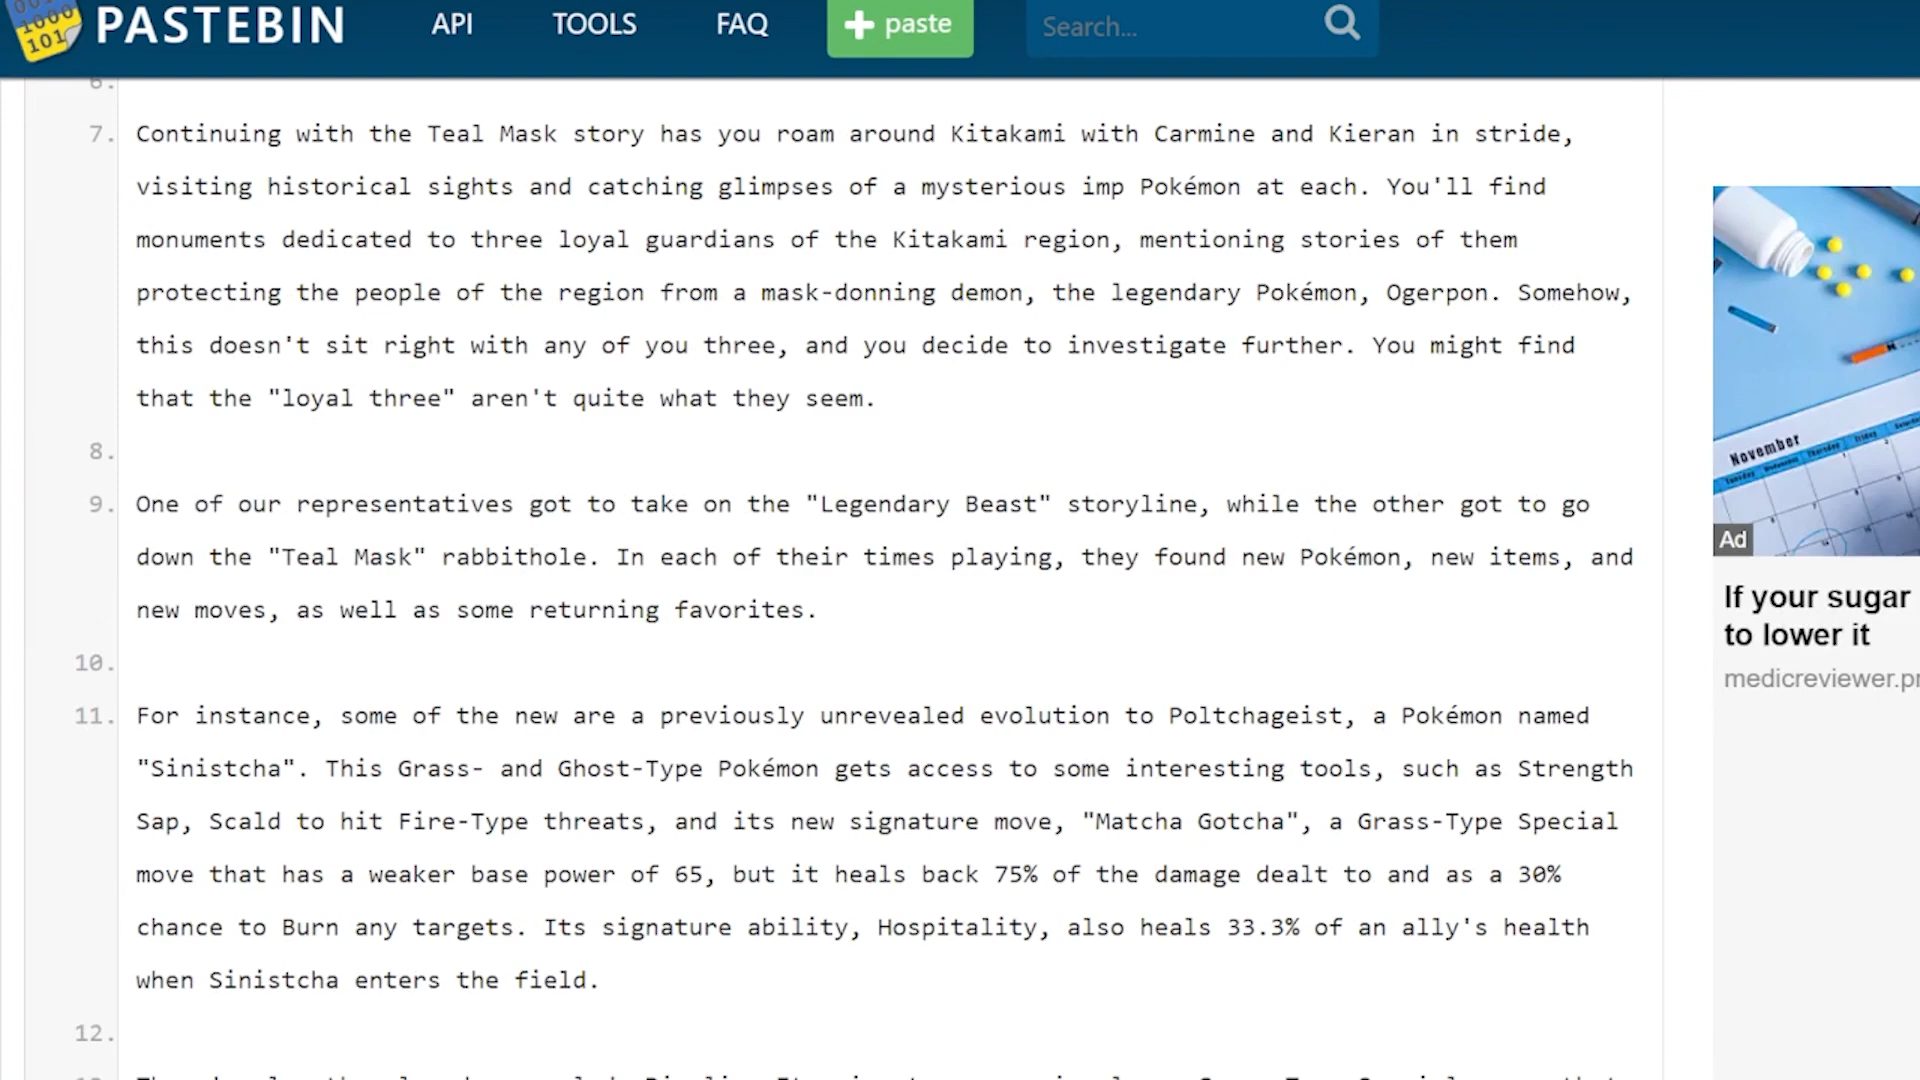 PASTEBIN API TOOLS FAQ + paste Search...
6.
7. Continuing with the Teal Mask story has you roam around Kitakami with Carmine and Kieran in stride,
visiting historical sights and catching glimpses of a mysterious imp Pokémon at each. You'll find
monuments dedicated to three loyal guardians of the Kitakami region, mentioning stories of them
protecting the people of the region from a mask-donning demon, the legendary Pokémon, Ogerpon. Somehow,
this doesn't sit right with any of you three, and you decide to investigate further. You might find
that the "loyal three" aren't quite what they seem.
8.
9. One of our representatives got to take on the "Legendary Beast" storyline, while the other got to go
down the "Teal Mask" rabbithole. In each of their times playing, they found new Pokémon, new items, and
new moves, as well as some returning favorites.
10.
11. For instance, some of the new are a previously unrevealed evolution to Poltchageist, a Pokémon named
"Sinistcha". This Grass- and Ghost-Type Pokémon gets access to some interesting tools, such as Strength
Sap, Scald to hit Fire-Type threats, and its new signature move, "Matcha Gotcha", a Grass-Type Special
move that has a weaker base power of 65, but it heals back 75% of the damage dealt to and as a 30%
chance to Burn any targets. Its signature ability, Hospitality, also heals 33.3% of an ally's health
when Sinistcha enters the field.
12.
November
Ad
If your sugar
to lower it
medicreviewer.pr